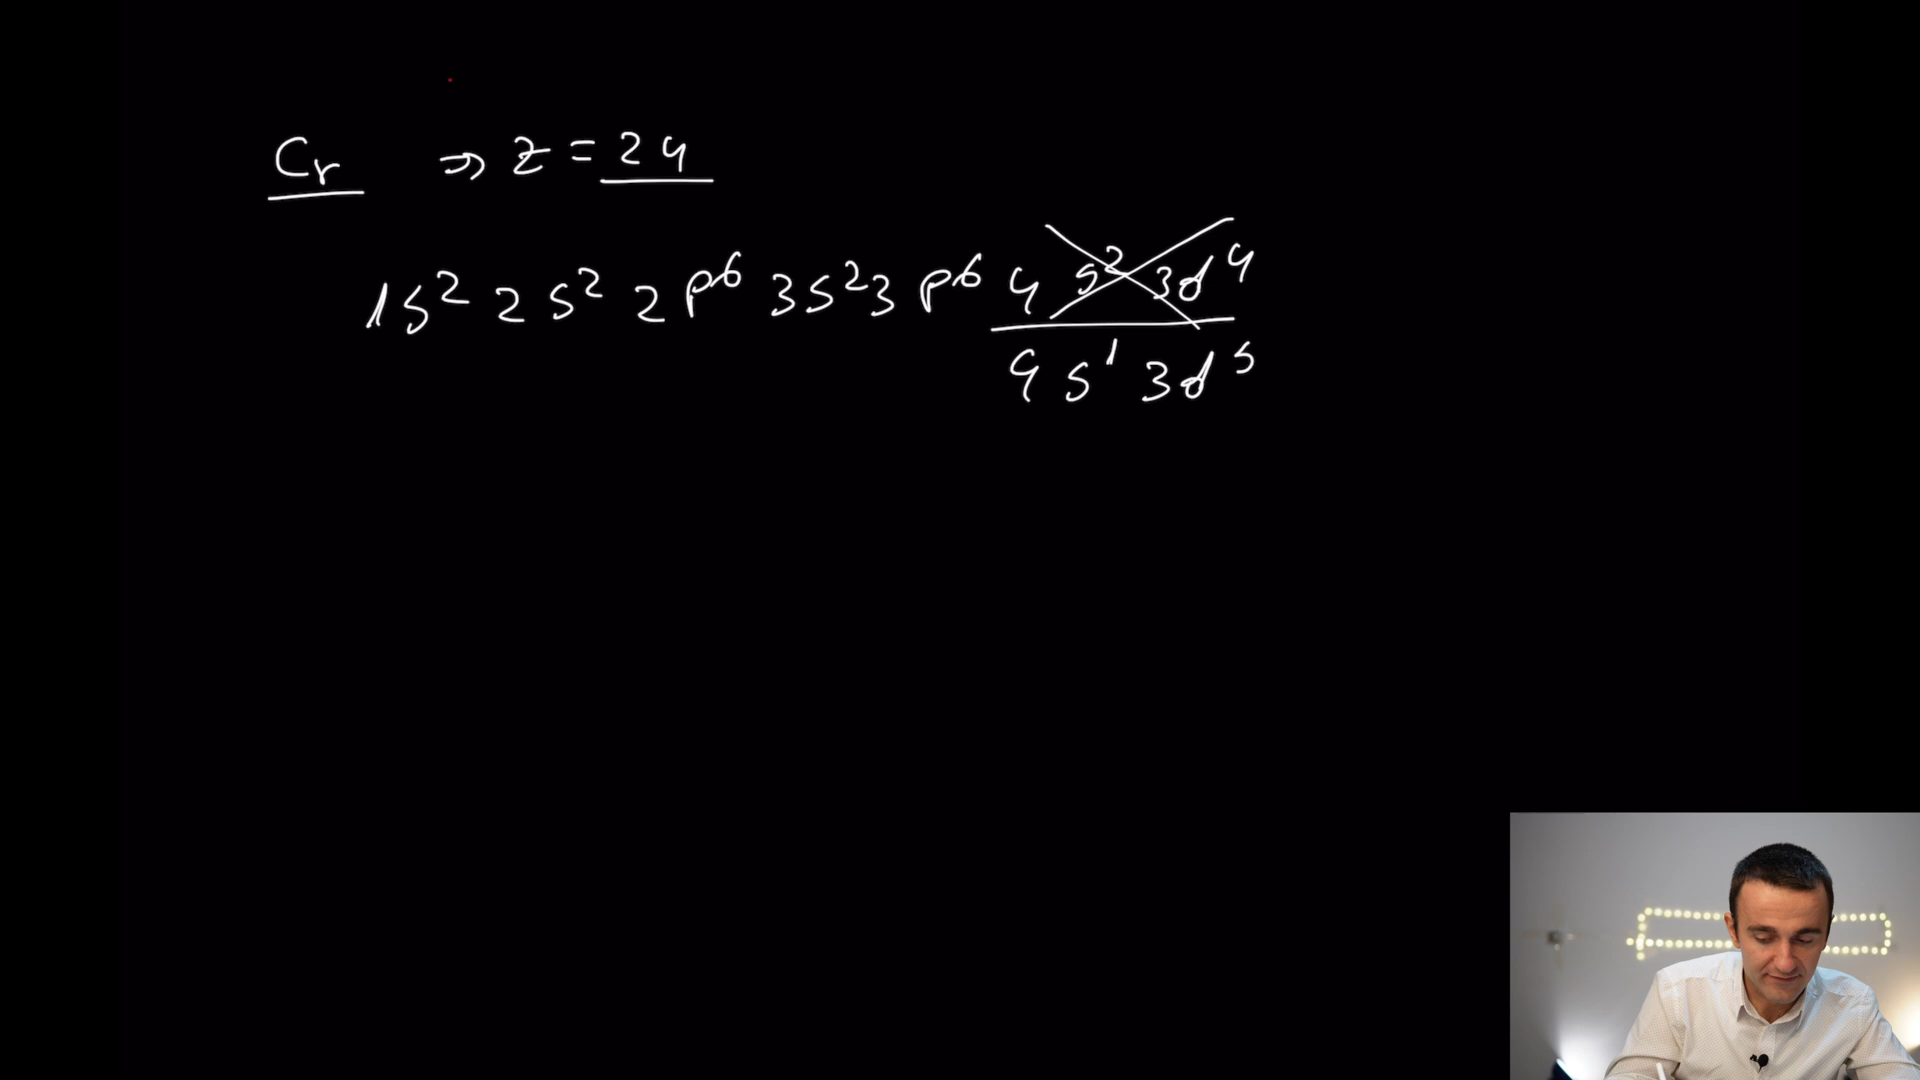 Cr ⇒ z = 24
1s² 2s² 2p⁶ 3s² 3p⁶ 4s² 3d⁴
4s¹ 3d⁵